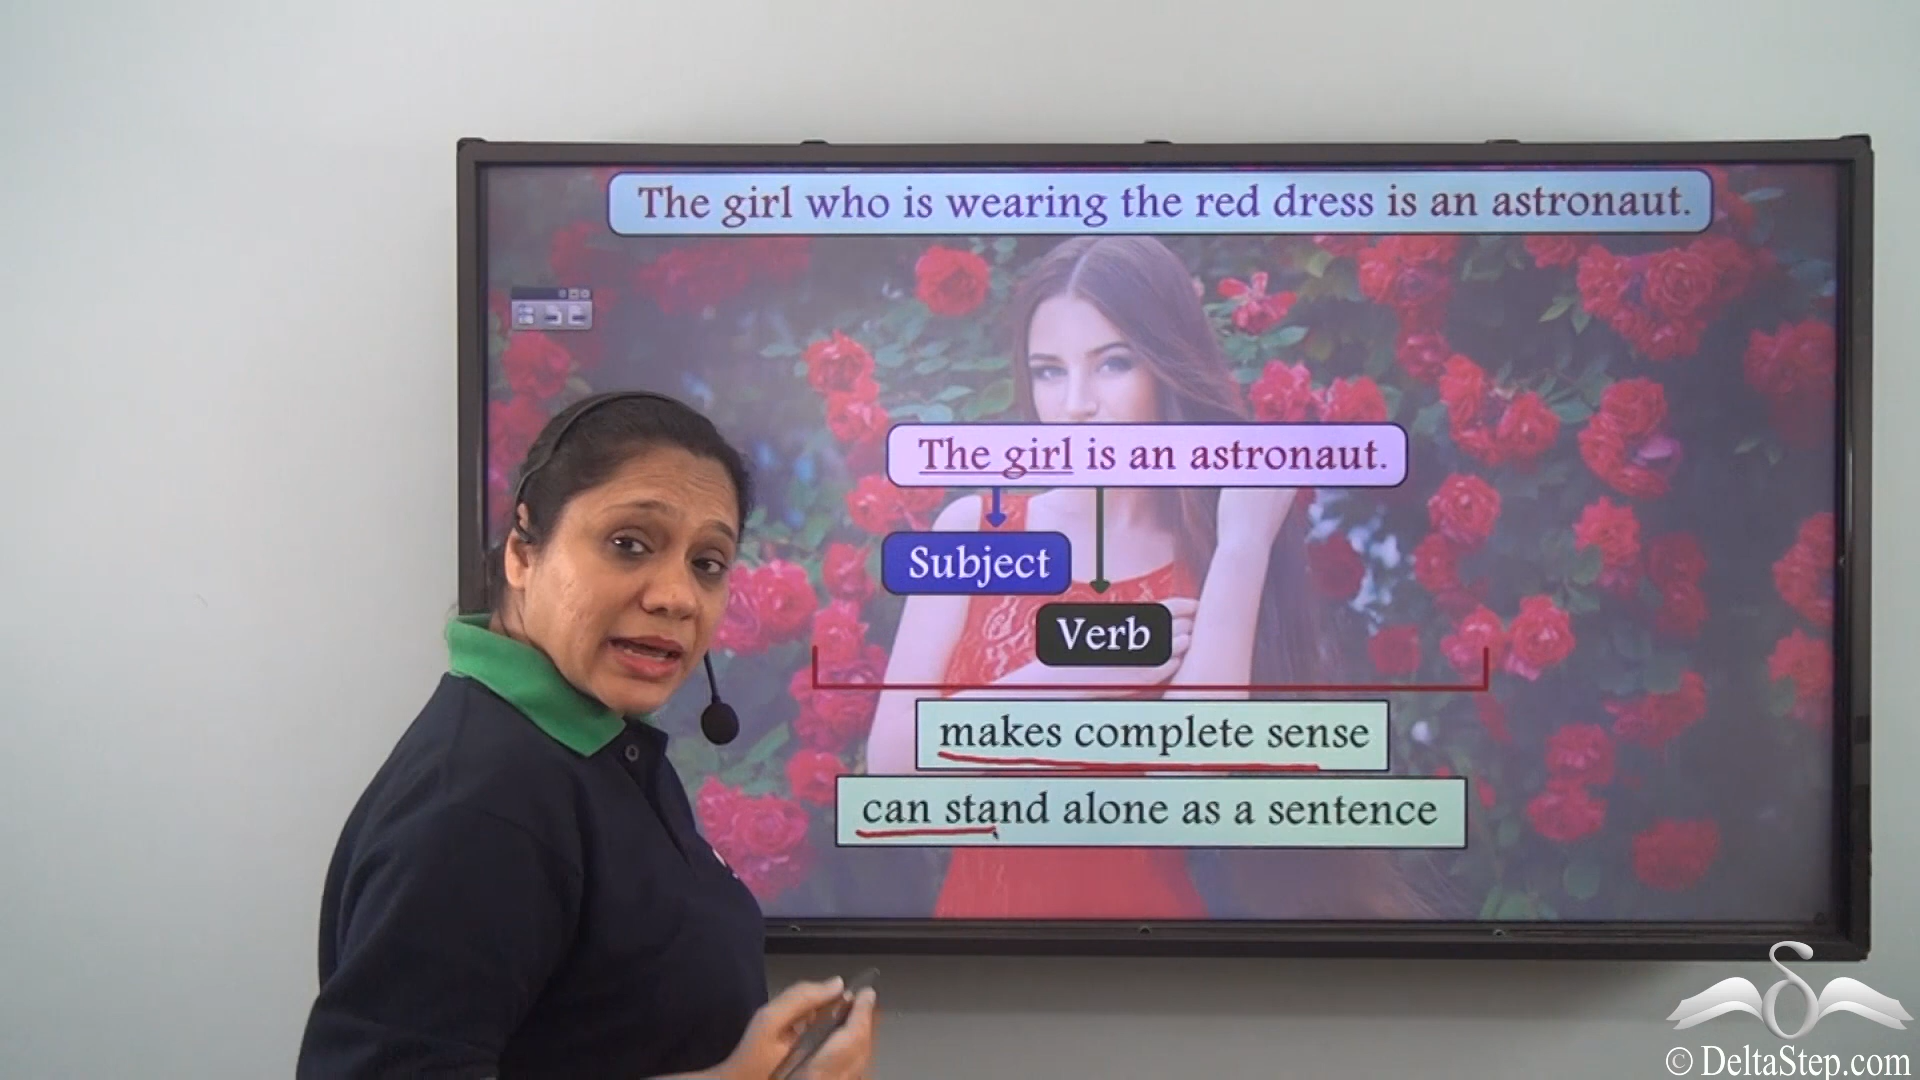 The girl who is wearing the red dress is an astronaut.
The girl is an astronaut.
Subject
Verb
makes complete sense
can stand alone as a sentence
© DeltaStep.com